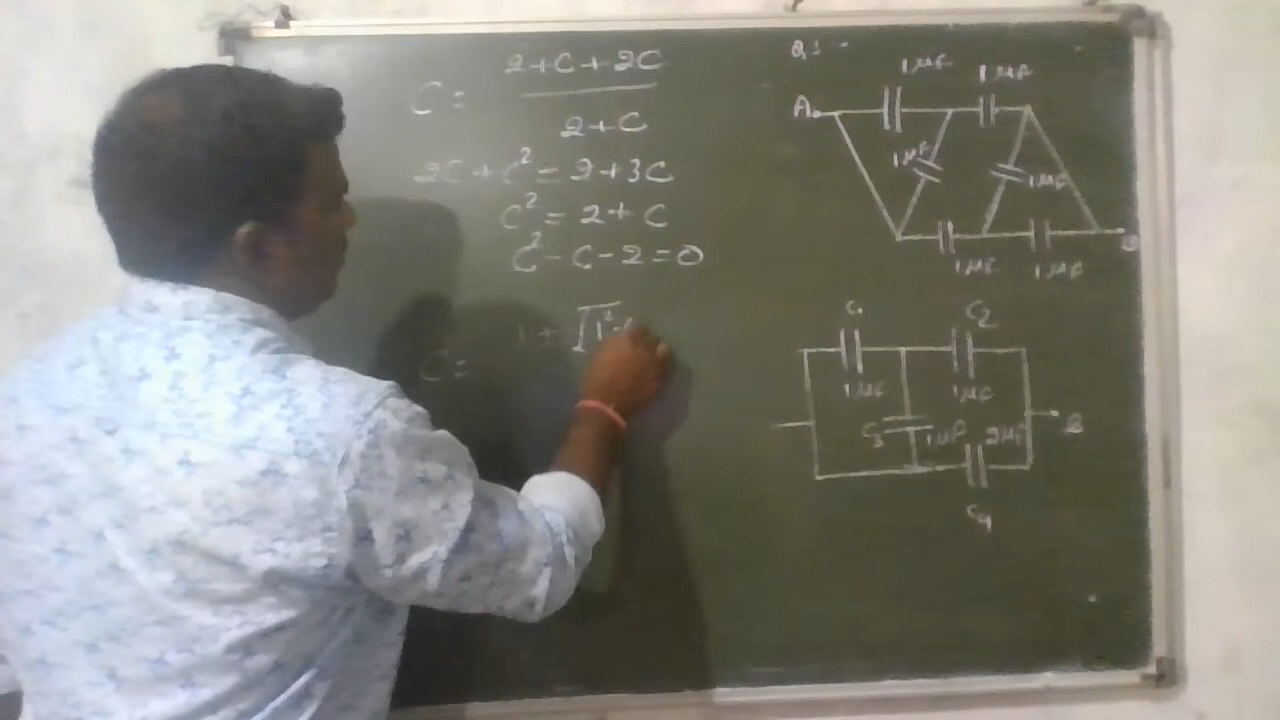 2+C+2C
C=
2+C
2C+C² = 2+3C
C² = 2+C
C²-C-2=0
C=
1 ±
Q1
1μF 1μF
A
1μF
1μF
1μF 1μF
B
C₁ C₂
1μF 1μF
C₃ 1μF 2μF
B
C₄